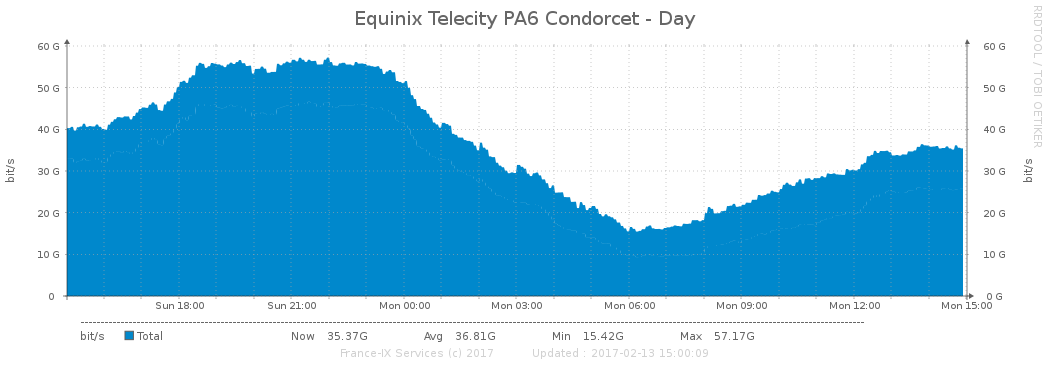 Equinix Telecity PA6 Condorcet - Day
RRDTOOL / TOBI OETIKER
60 G 60 G
50 G 50 G
40 G 40 G
30 G 30 G
20 G 20 G
10 G 10 G
0 0 G
bit/s
bit/s
Sun 18:00 Sun 21:00 Mon 00:00 Mon 03:00 Mon 06:00 Mon 09:00 Mon 12:00 Mon 15:00
bit/s Total Now 35.37G Avg 36.81G Min 15.42G Max 57.17G
France-IX Services (c) 2017 Updated : 2017-02-13 15:00:09